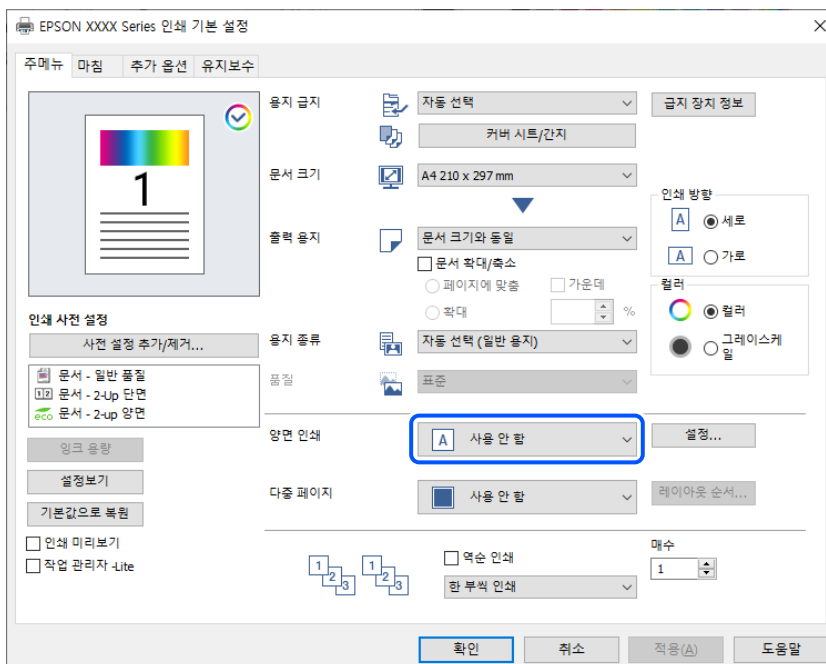 EPSON XXXX Series 인쇄 기본 설정
주메뉴 마침 추가 옵션 유지보수
1
용지 급지 자동 선택 급지 장치 정보
커버 시트/간지
문서 크기 A4 210 x 297 mm
인쇄 방향
A 세로
A 가로
출력 용지 문서 크기와 동일
문서 확대/축소
페이지에 맞춤 가운데
확대 %
컬러
컬러
그레이스케
일
인쇄 사전 설정
사전 설정 추가/제거...
문서 - 일반 품질
1 2 문서 - 2-Up 단면
eco 문서 - 2-up 양면
용지 종류 자동 선택 (일반 용지)
품질 표준
잉크 용량
설정보기
기본값으로 복원
인쇄 미리보기
작업 관리자 -Lite
양면 인쇄 A 사용 안 함 설정...
다중 페이지 사용 안 함 레이아웃 순서...
1 2 3 1 2 3
역순 인쇄
한 부씩 인쇄
매수
1
확인 취소 적용(A) 도움말